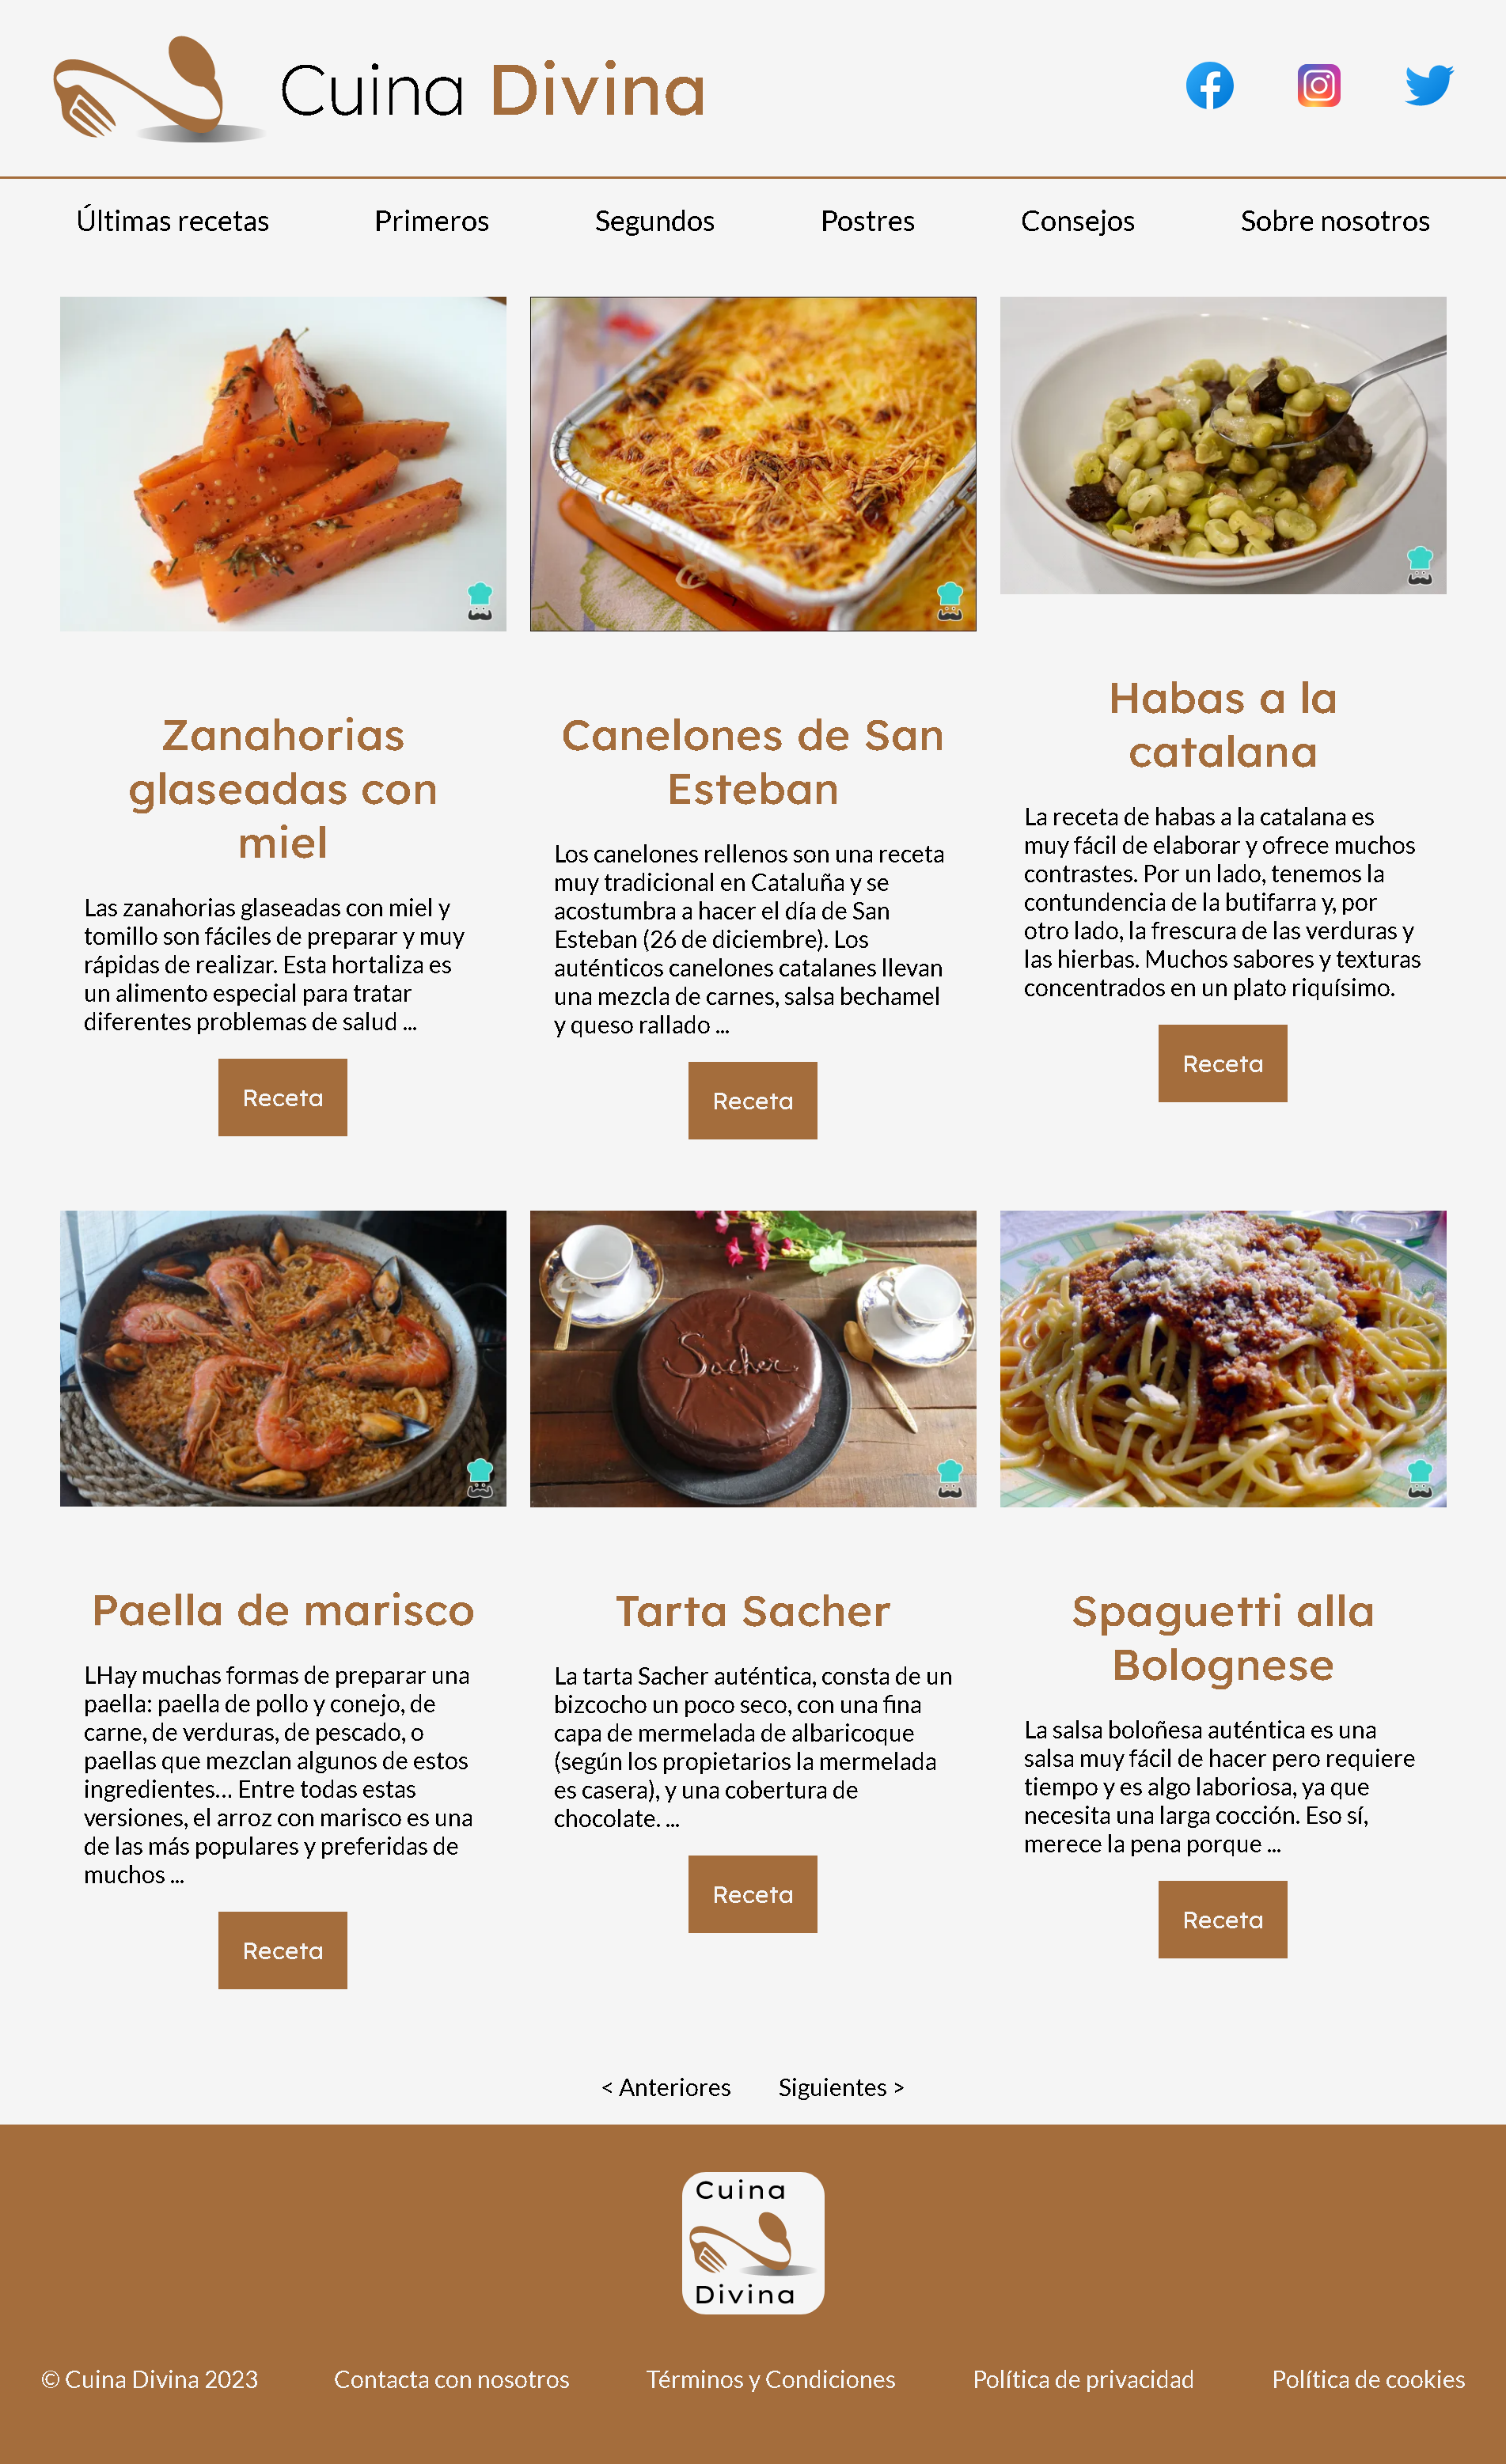 Cuina Divina
Últimas recetas
Primeros
Segundos
Postres
Consejos
Sobre nosotros
Zanahorias
glaseadas con
miel
Las zanahorias glaseadas con miel y
tomillo son fáciles de preparar y muy
rápidas de realizar. Esta hortaliza es
un alimento especial para tratar
diferentes problemas de salud ...
Receta
Canelones de San
Esteban
Los canelones rellenos son una receta
muy tradicional en Cataluña y se
acostumbra a hacer el día de San
Esteban (26 de diciembre). Los
auténticos canelones catalanes llevan
una mezcla de carnes, salsa bechamel
y queso rallado ...
Receta
Habas a la
catalana
La receta de habas a la catalana es
muy fácil de elaborar y ofrece muchos
contrastes. Por un lado, tenemos la
contundencia de la butifarra y, por
otro lado, la frescura de las verduras y
las hierbas. Muchos sabores y texturas
concentrados en un plato riquísimo.
Receta
Paella de marisco
LHay muchas formas de preparar una
paella: paella de pollo y conejo, de
carne, de verduras, de pescado, o
paellas que mezclan algunos de estos
ingredientes... Entre todas estas
versiones, el arroz con marisco es una
de las más populares y preferidas de
muchos ...
Receta
Sacher
Tarta Sacher
La tarta Sacher auténtica, consta de un
bizcocho un poco seco, con una fina
capa de mermelada de albaricoque
(según los propietarios la mermelada
es casera), y una cobertura de
chocolate. ...
Receta
Spaguetti alla
Bolognese
La salsa boloñesa auténtica es una
salsa muy fácil de hacer pero requiere
tiempo y es algo laboriosa, ya que
necesita una larga cocción. Eso sí,
merece la pena porque ...
Receta
< Anteriores
Siguientes >
Cuina
Divina
© Cuina Divina 2023
Contacta con nosotros
Términos y Condiciones
Política de privacidad
Política de cookies